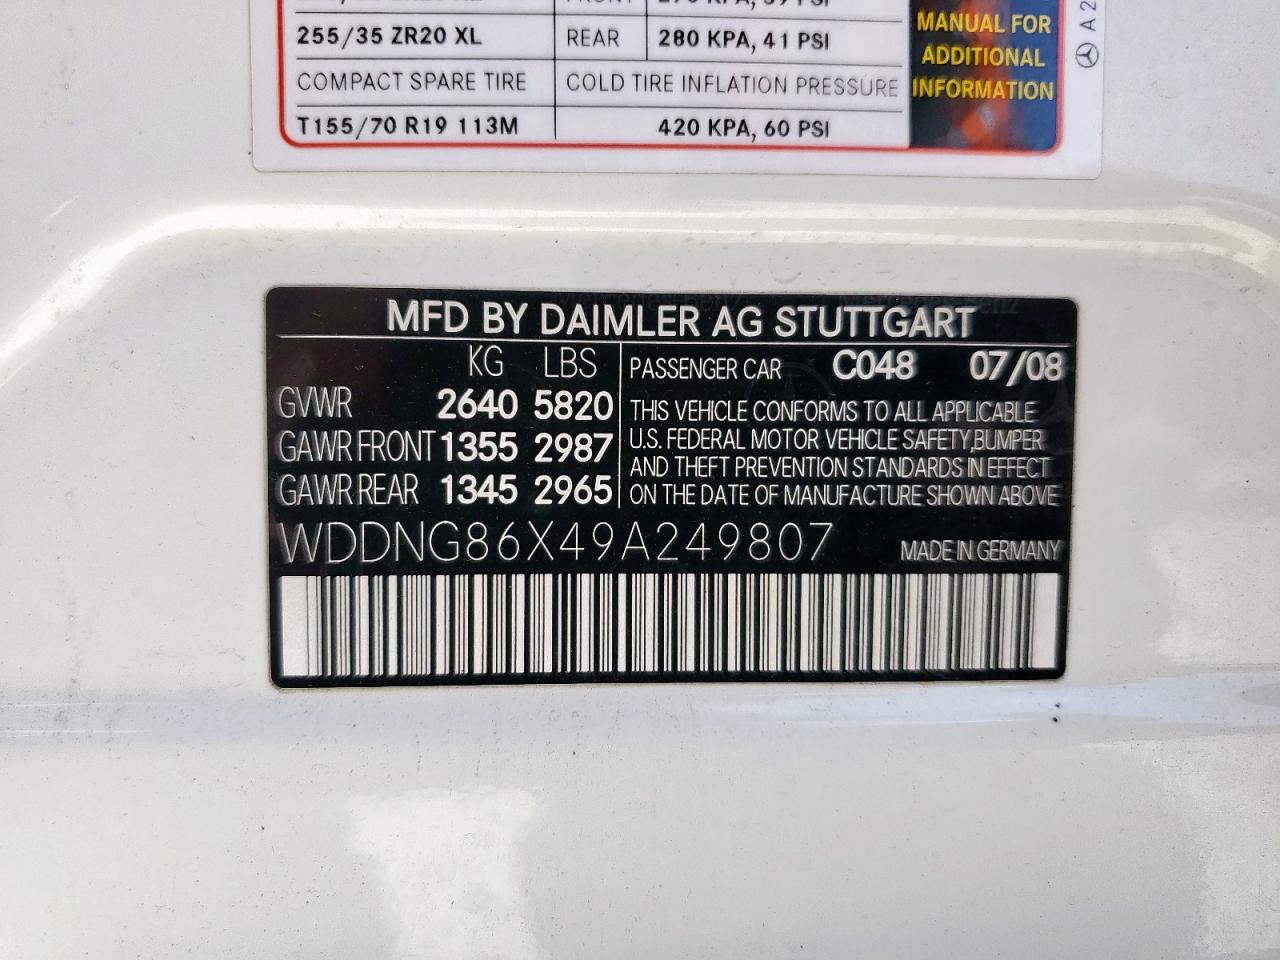 255/35 ZR20 XL REAR 280 KPA, 41 PSI
COMPACT SPARE TIRE COLD TIRE INFLATION PRESSURE
T155/70 R19 113M 420 KPA, 60 PSI
MANUAL FOR
ADDITIONAL
INFORMATION
MFD BY DAIMLER AG STUTTGART
KG LBS
GVWR 2640 5820
GAWR FRONT 1355 2987
GAWR REAR 1345 2965
PASSENGER CAR C048 07/08
THIS VEHICLE CONFORMS TO ALL APPLICABLE
U.S. FEDERAL MOTOR VEHICLE SAFETY,BUMPER
AND THEFT PREVENTION STANDARDS IN EFFECT
ON THE DATE OF MANUFACTURE SHOWN ABOVE
WDDNG86X49A249807 MADE IN GERMANY